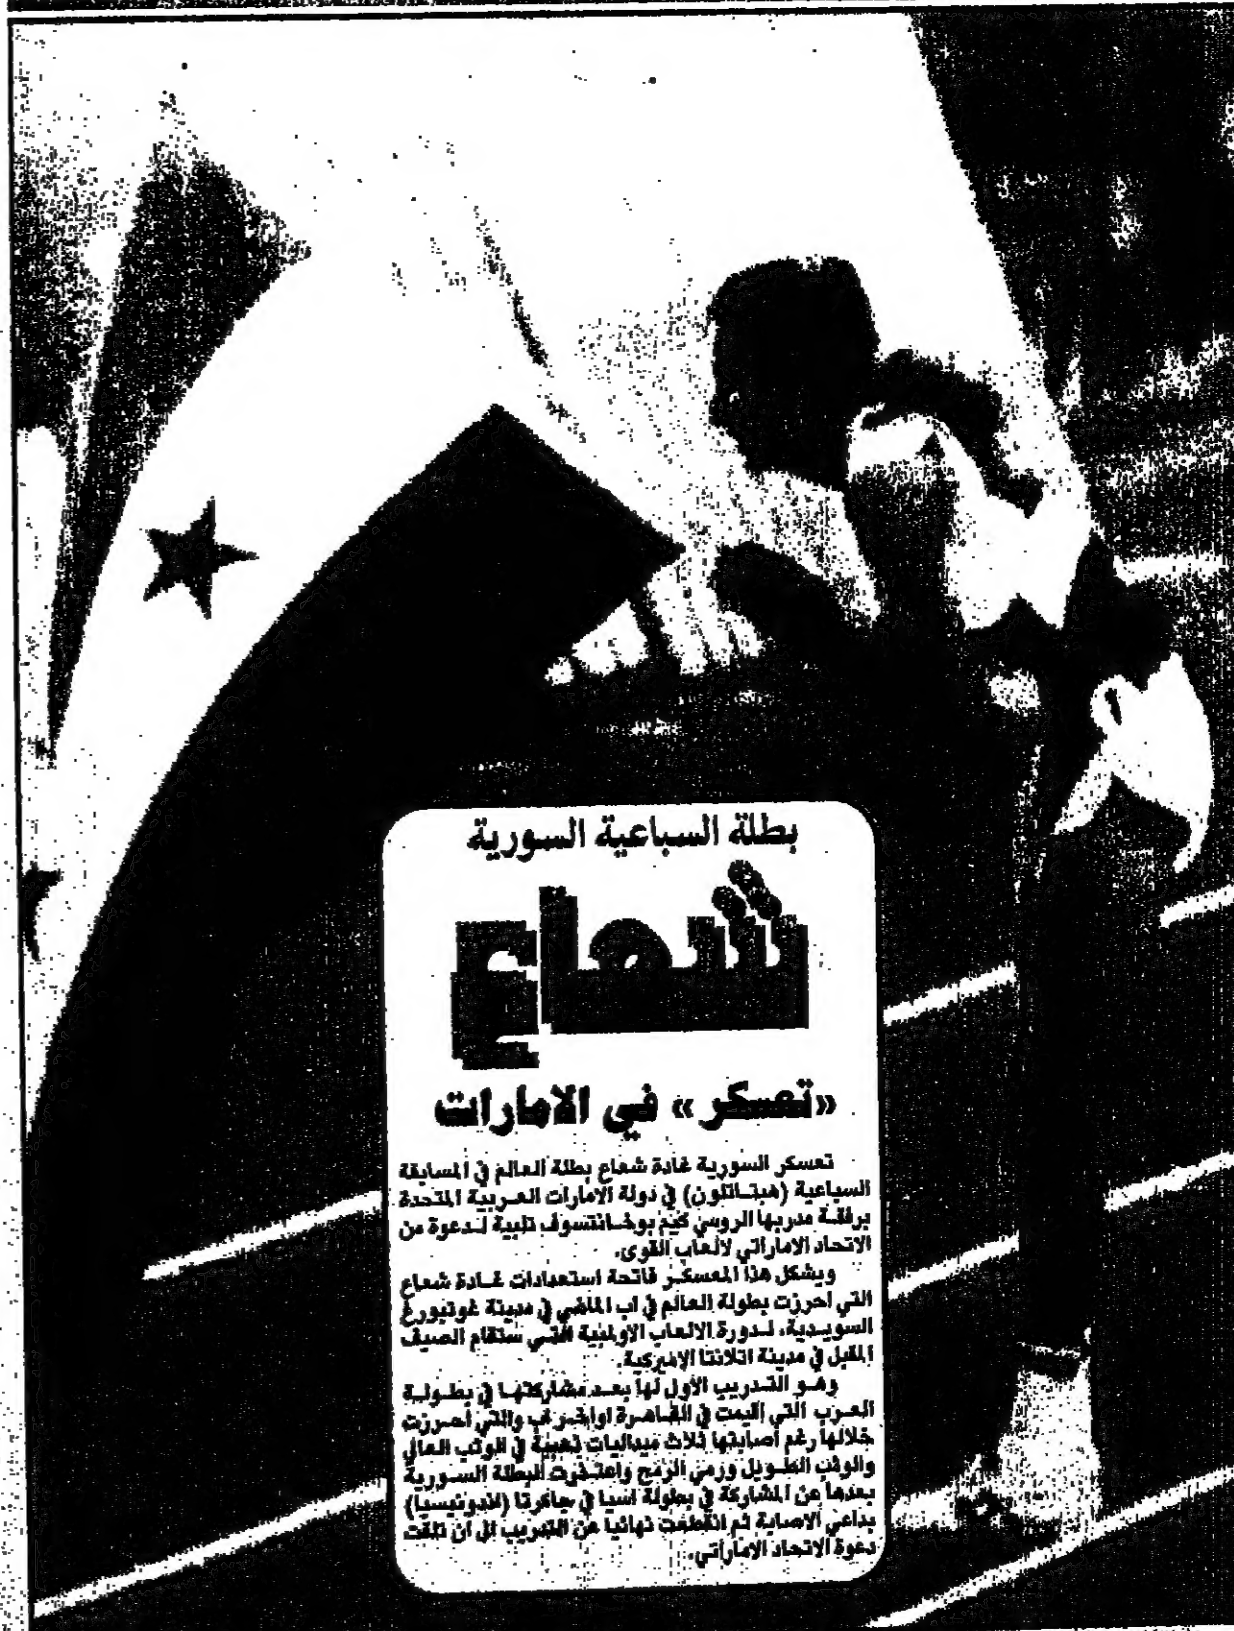 بطلة السباعية السورية
شعاع
«تعسكر» في الامارات
تعسكر السورية غادة شعاع بطلة العالم في المسابقة
السباعية (هبتاثلون) في دولة الامارات العربية المتحدة
برفقة مدربها الروسي كيم بوخانتسوف تلبية لدعوة من
الاتحاد الاماراتي لالعاب القوى.
ويشكل هذا المعسكر فاتحة استعدادات غادة شعاع
التي احرزت بطولة العالم في اب الماضي في مدينة غوتبورغ
السويدية، لدورة الالعاب الاولمبية التي ستقام الصيف
المقبل في مدينة اتلانتا الاميركية.
وهو التدريب الأول لها بعد مشاركتها في بطولة
العرب التي اقيمت في القاهرة اواخر اب والتي احرزت
خلالها رغم أصابتها ثلاث ميداليات ذهبية في الوثب العالي
والوثب الطويل ورمي الرمح واعتذرت البطلة السورية
بعدها عن المشاركة في بطولة اسيا في جاكرتا (اندونيسيا)
بداعي الاصابة ثم انقطعت نهائيا عن التدريب الى أن تلقت
دعوة الاتحاد الاماراتي.